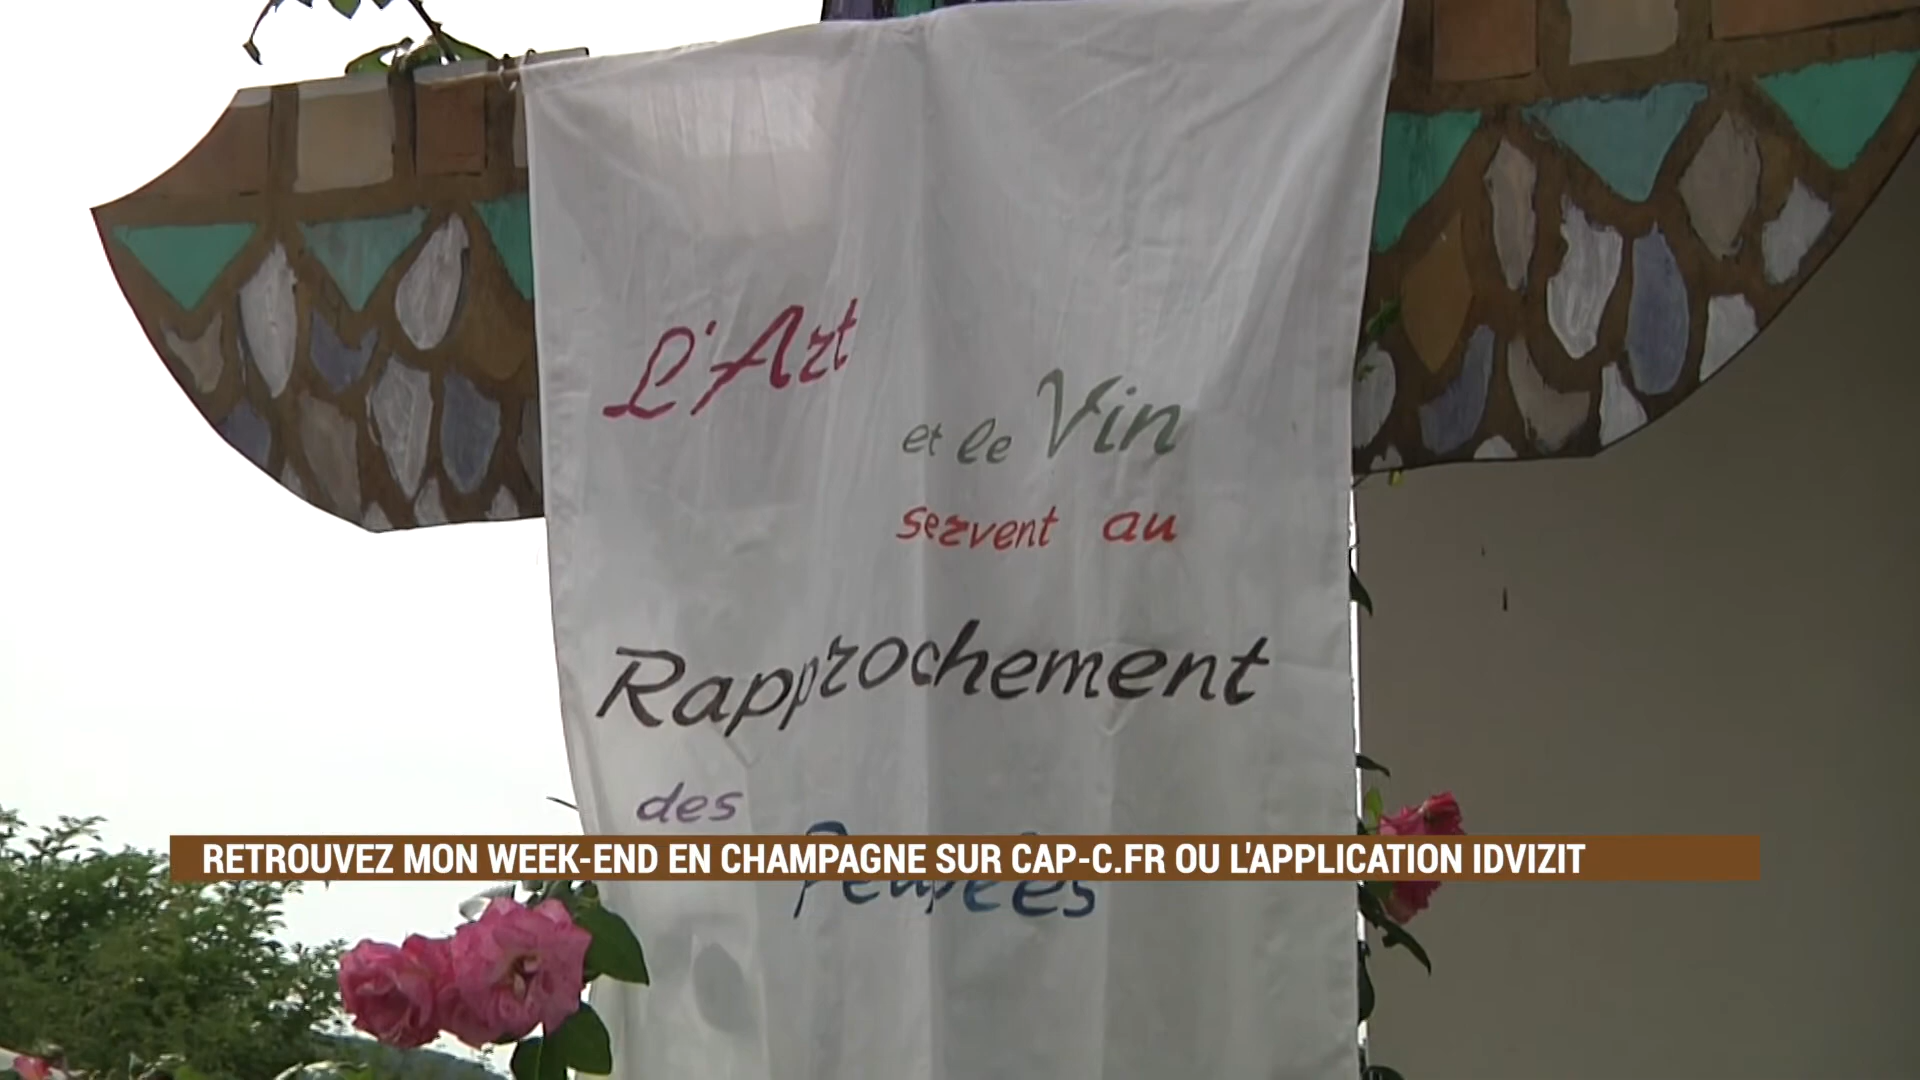 L'Art
et le Vin
servent au
Rapprochement
des
Peuples
RETROUVEZ MON WEEK-END EN CHAMPAGNE SUR CAP-C.FR OU L'APPLICATION IDVIZIT